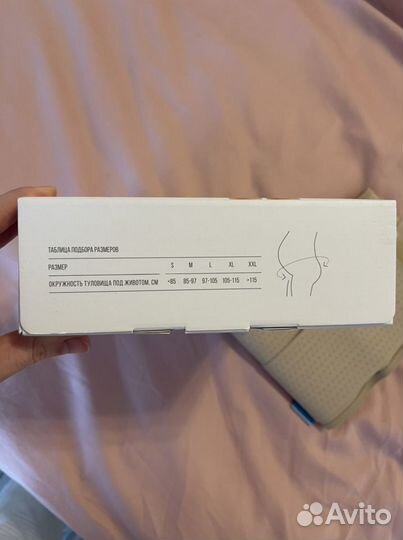 ТАБЛИЦА ПОДБОРА РАЗМЕРОВ
РАЗМЕР S M L XL XXL
ОКРУЖНОСТЬ ТУЛОВИЩА ПОД ЖИВОТОМ, СМ <85 85-97 97-105 105-115 >115
Avito